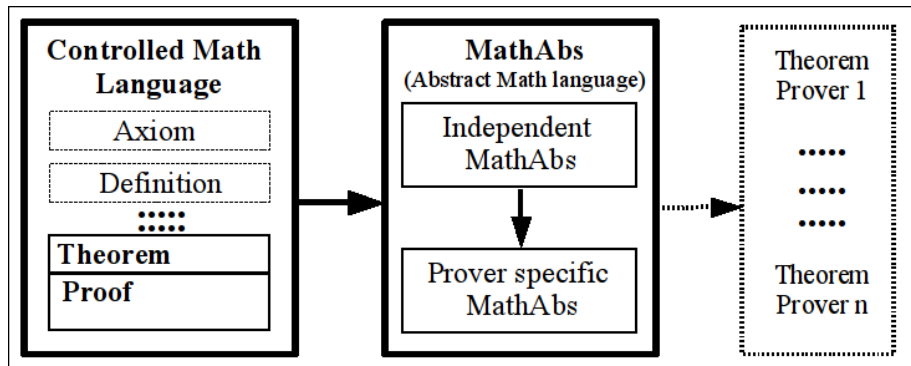 Controlled Math
Language
Axiom
Definition
Theorem
Proof
MathAbs
(Abstract Math language)
Independent
MathAbs
Prover specific
MathAbs
Theorem
Prover 1
.....
.....
.....
Theorem
Prover n